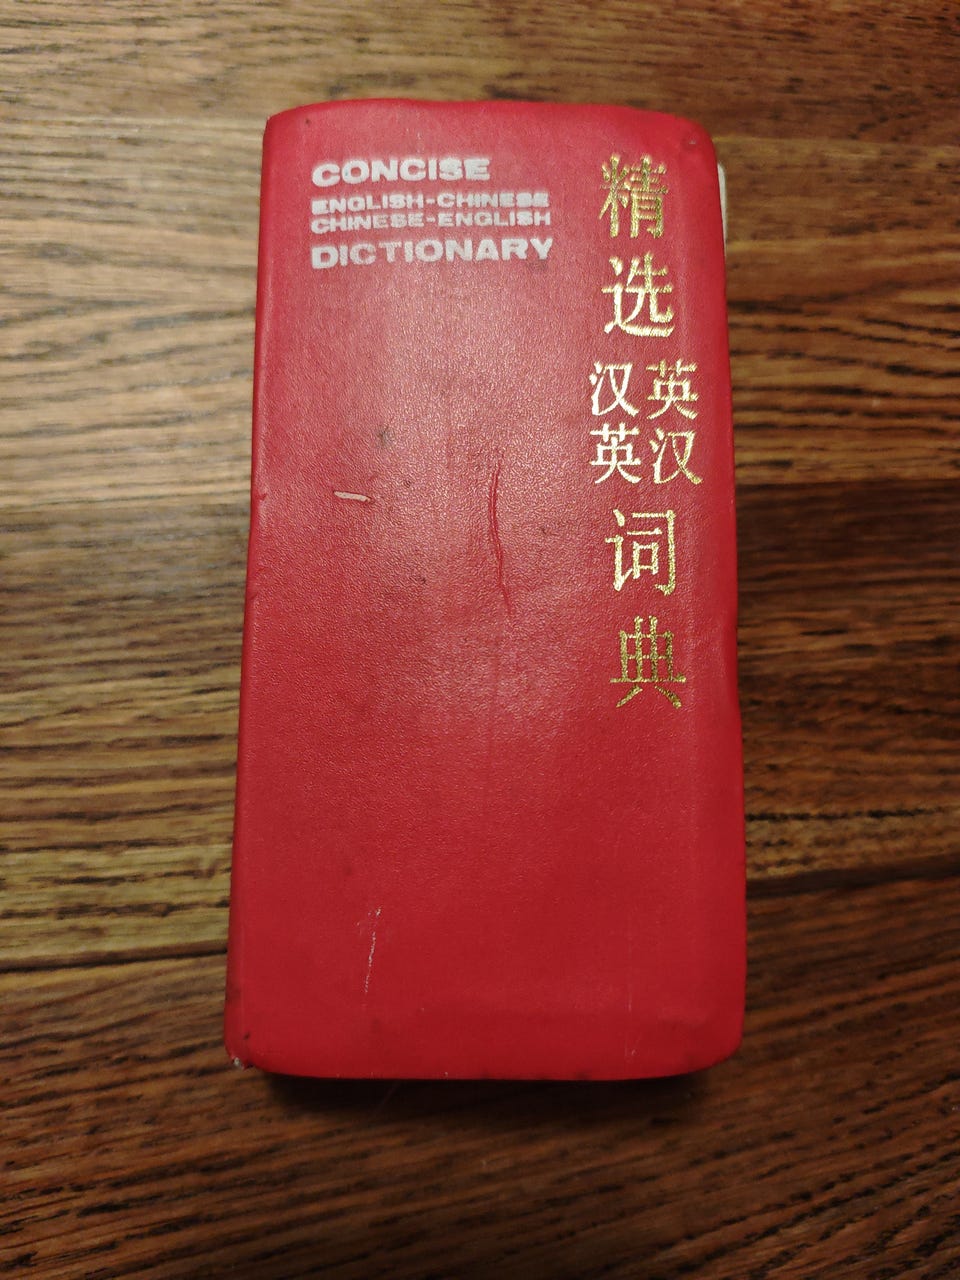 CONCISE
ENGLISH-CHINESE
CHINESE-ENGLISH
DICTIONARY
精选
英汉
汉英
词典